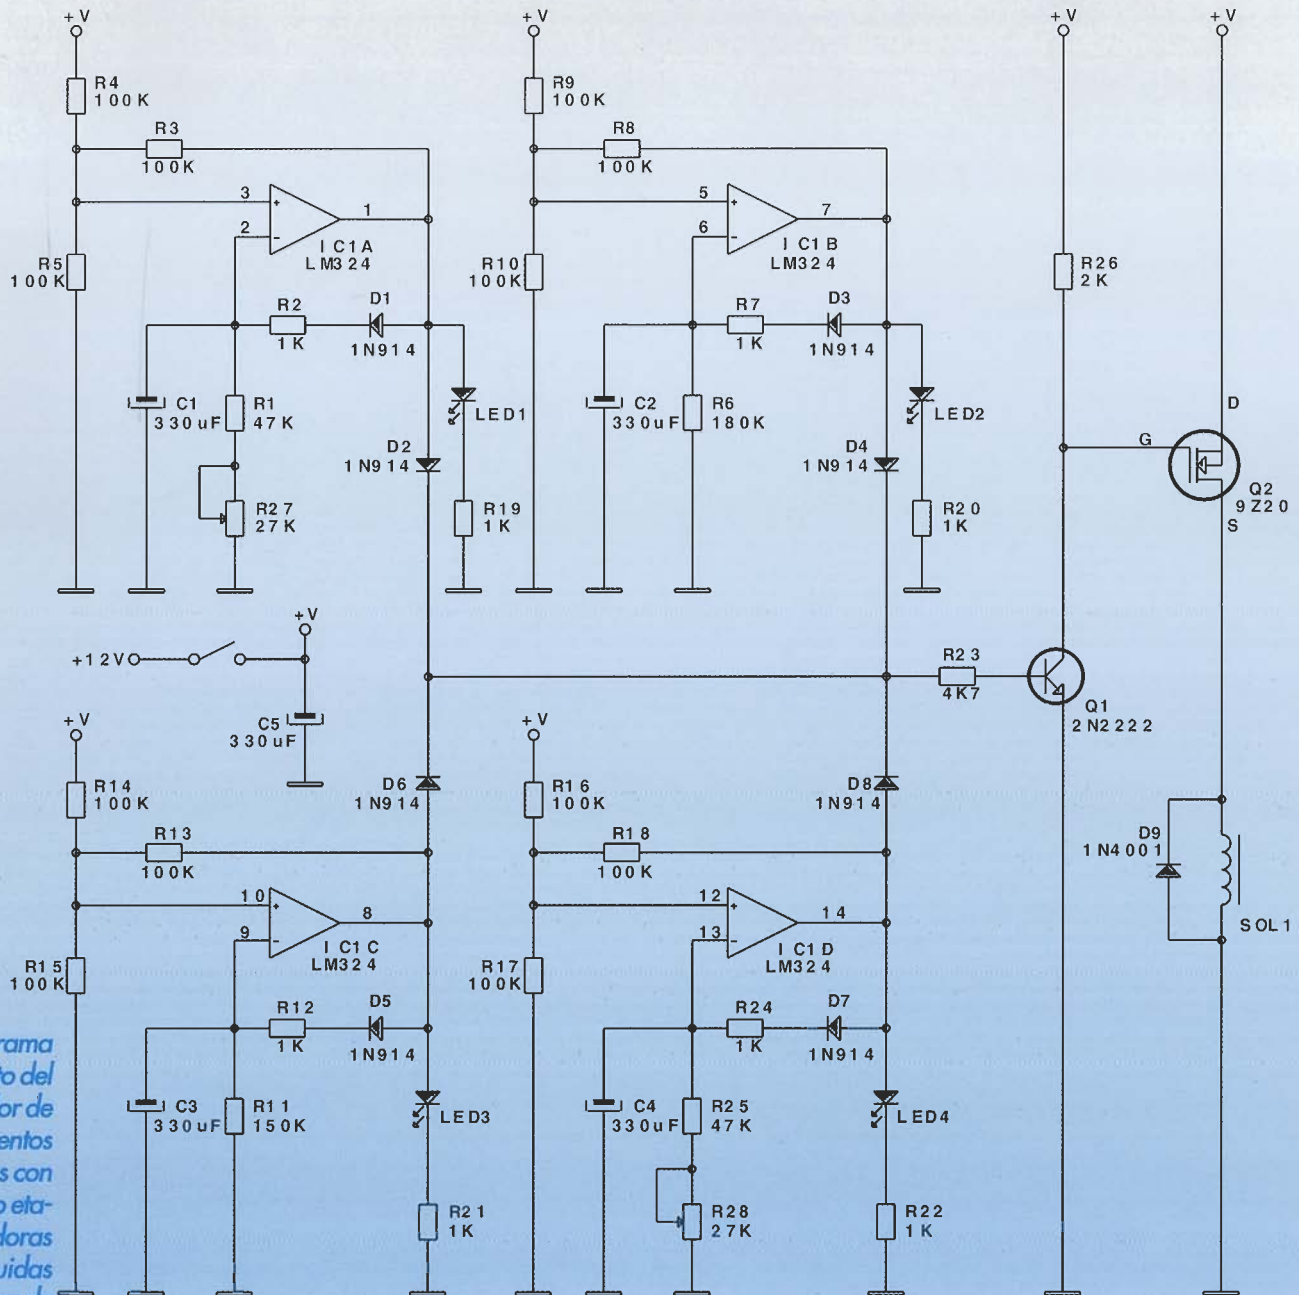 +V
+V
+V
+V
R4
100K
R9
100K
R3
100K
R8
100K
3
2
1
IC1A
LM324
5
6
7
IC1B
LM324
R5
100K
R10
100K
R26
2K
R2
1K
D1
1N914
R7
1K
D3
1N914
C1
330uF
R1
47K
LED1
C2
330uF
R6
180K
LED2
D
G
D2
1N914
D4
1N914
Q2
9Z20
S
R27
27K
R19
1K
R20
1K
+V
+12V
R23
4K7
Q1
2N2222
C5
330uF
+V
+V
R14
100K
D6
1N914
R16
100K
D8
1N914
R13
100K
R18
100K
D9
1N4001
SOL1
10
9
8
IC1C
LM324
12
13
14
IC1D
LM324
R15
100K
R17
100K
R12
1K
D5
1N914
R24
1K
D7
1N914
C3
330uF
R11
150K
LED3
C4
330uF
R25
47K
LED4
R21
1K
R28
27K
R22
1K
rama
to del
or de
entos
s con
o eta-
doras
uidas